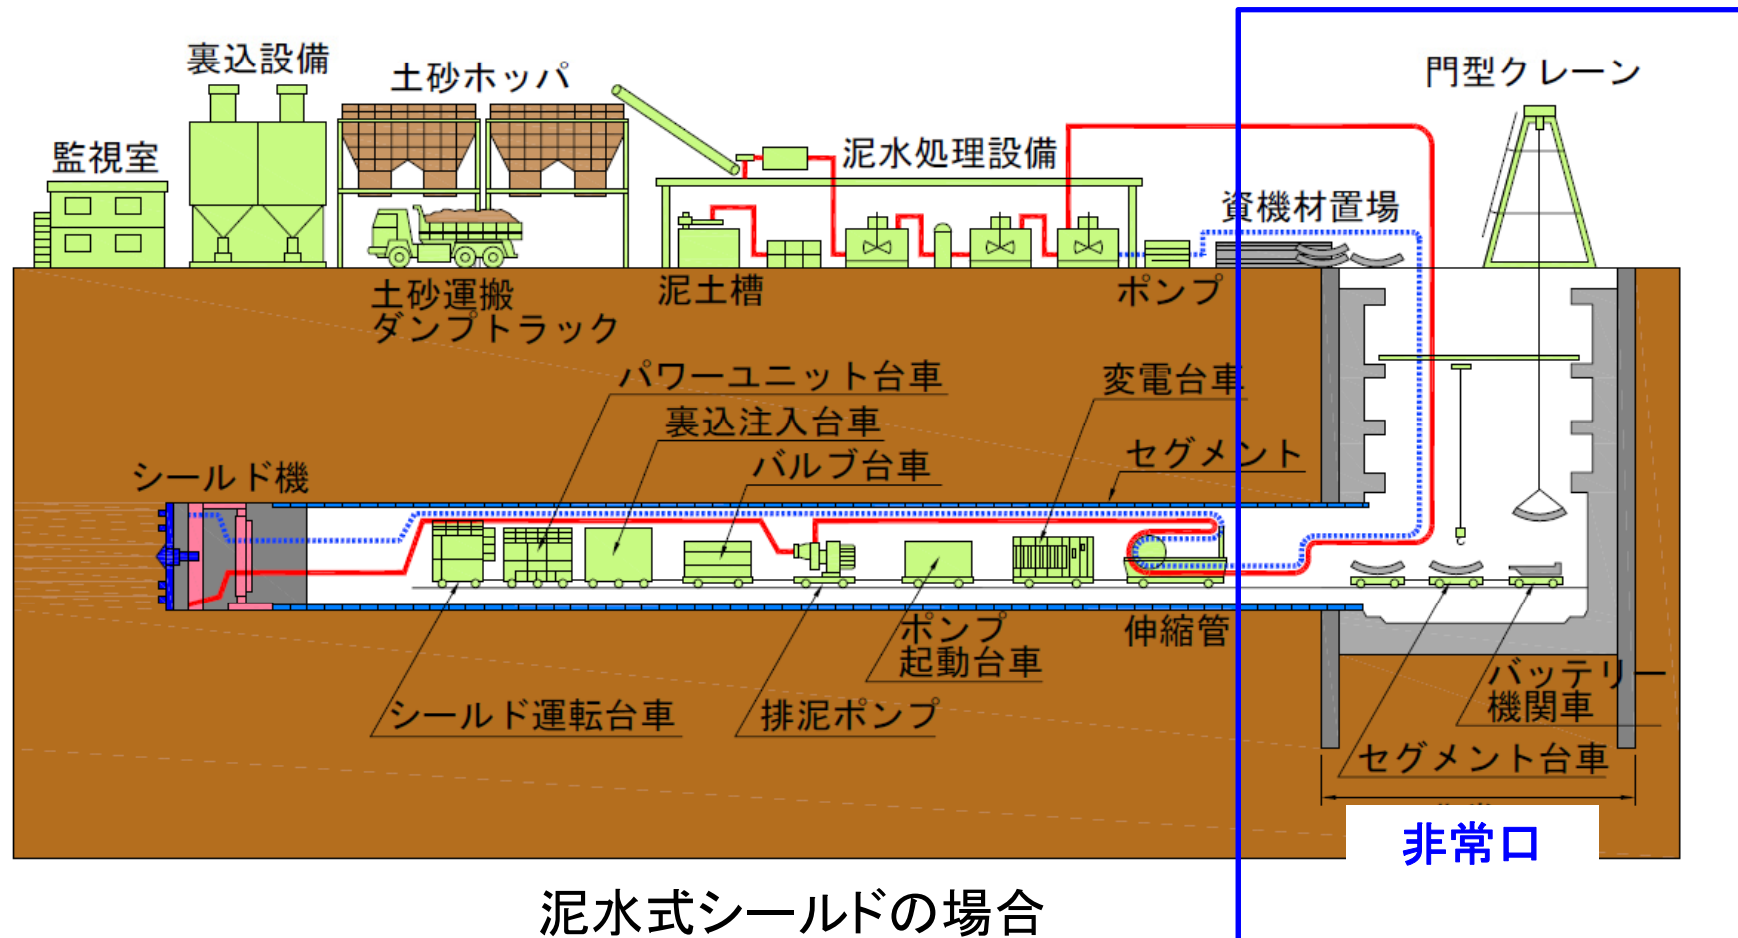 裏込設備
土砂ホッパ
門型クレーン
監視室
泥水処理設備
資機材置場
土砂運搬
ダンプトラック
泥土槽
ポンプ
パワーユニット台車
変電台車
裏込注入台車
バルブ台車
セグメント
シールド機
ポンプ
起動台車
伸縮管
シールド運転台車
排泥ポンプ
バッテリー
機関車
セグメント台車
非常口
泥水式シールドの場合